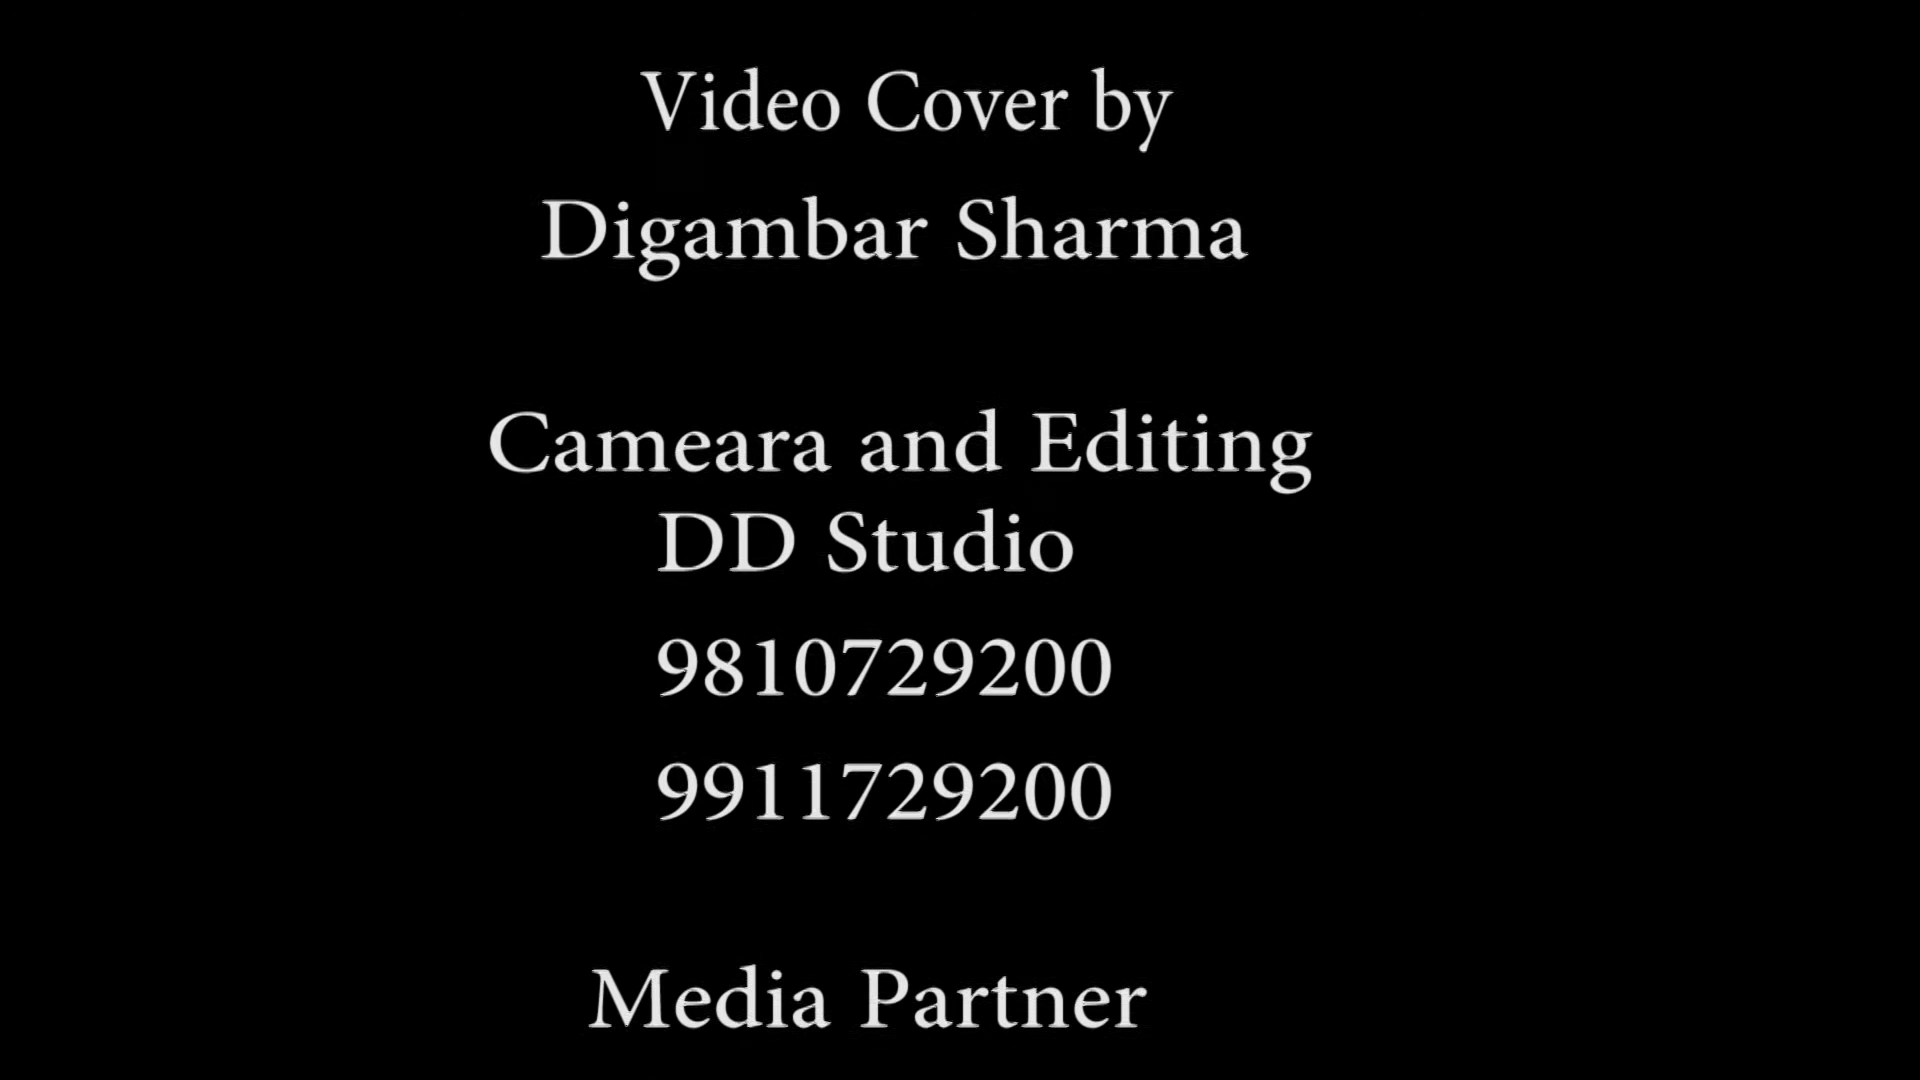 Video Cover by
Digambar Sharma
Cameara and Editing
DD Studio
9810729200
9911729200
Media Partner